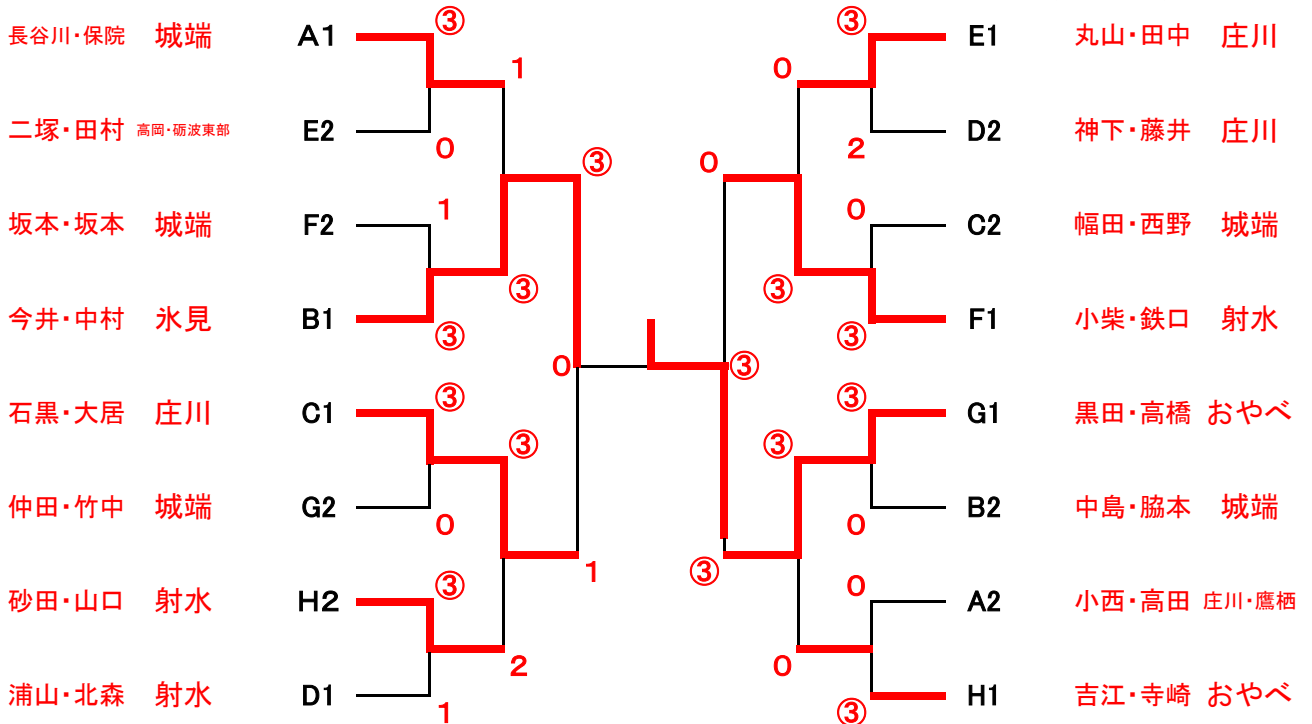 長谷川・保院 城端 A1 ③
1
二塚・田村 高岡・砺波東部 E2 0
③
坂本・坂本 城端 F2 1
③
今井・中村 氷見 B1 ③
0
石黒・大居 庄川 C1 ③
③
仲田・竹中 城端 G2 0
1
砂田・山口 射水 H2 ③
2
浦山・北森 射水 D1 1
③ E1 丸山・田中 庄川
0
2 D2 神下・藤井 庄川
0
0 C2 幅田・西野 城端
③
③ F1 小柴・鉄口 射水
③
③ G1 黒田・高橋 おやべ
③
0 B2 中島・脇本 城端
③
0 A2 小西・高田 庄川・鷹栖
0
③ H1 吉江・寺崎 おやべ